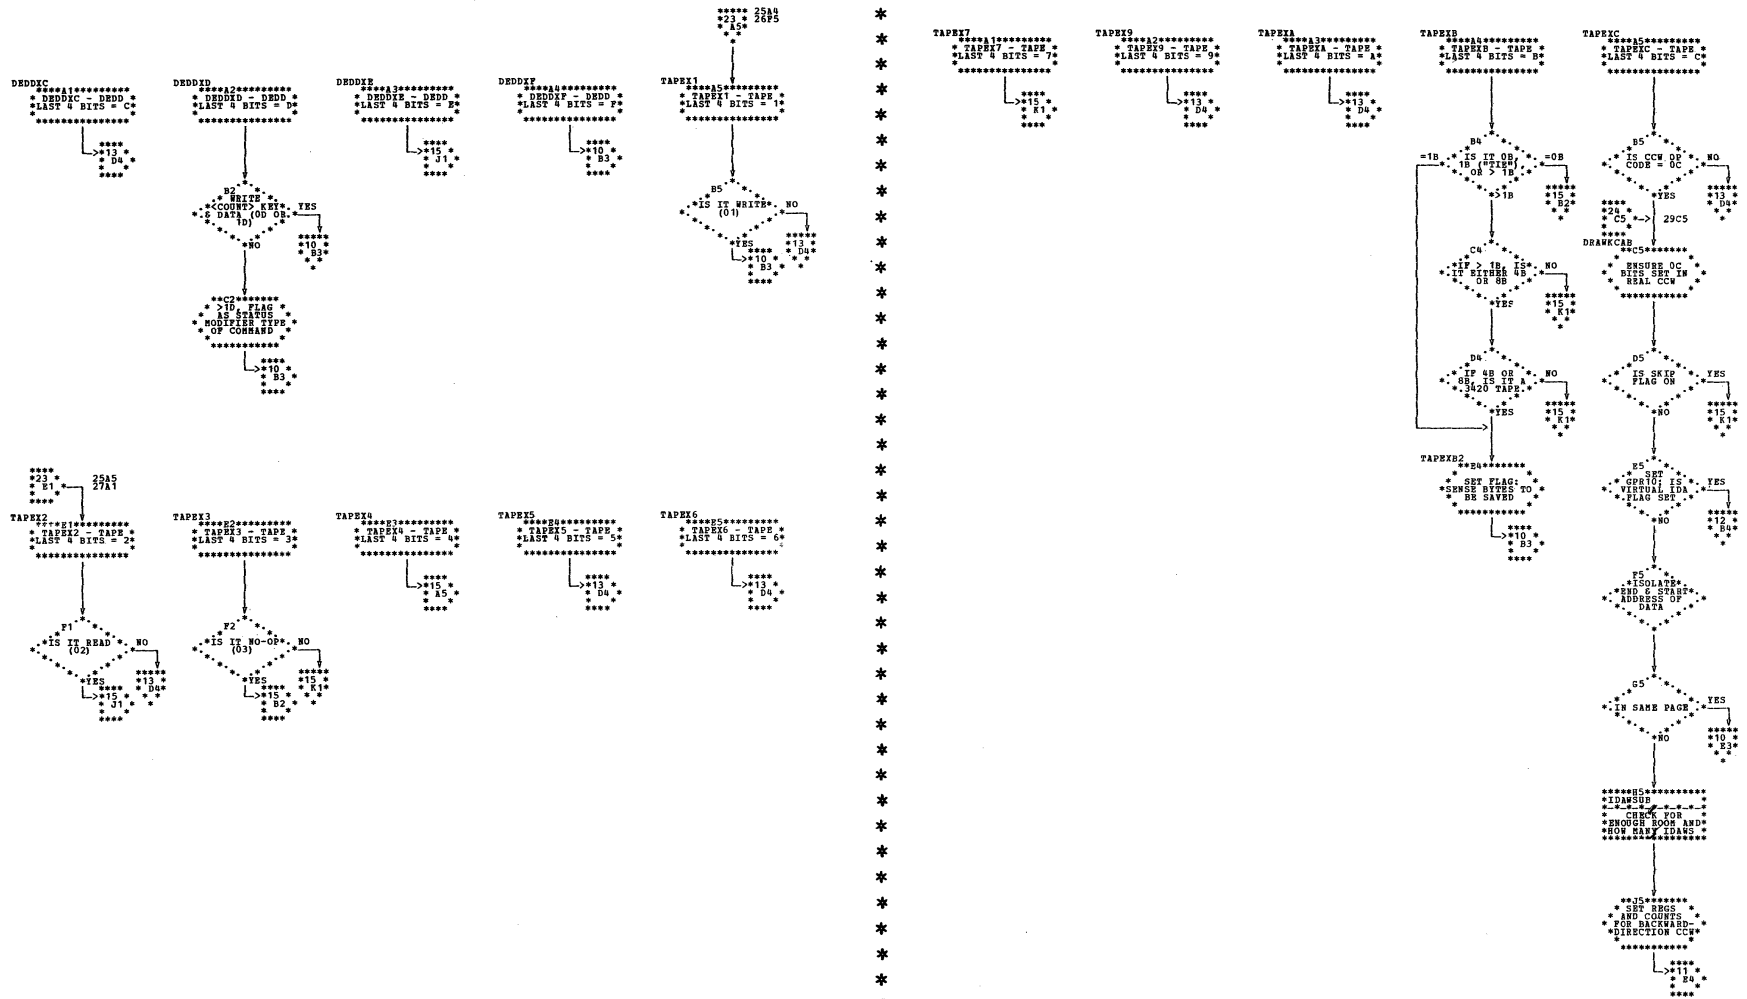 *23 * 25A4
* A5* 26F5
DEDDXC
****A1*********
* DEDDXC - DEDD *
*LAST 4 BITS = C*
*13 *
D4 *
DEDDXD
****A2*********
* DEDDXD - DEDD *
LAST 4 BITS = D*
B2
WRITE
<COUNT> KEY
& DATA (0D OR
1D)
YES
*10 *
* B3*
NO
**C2*******
>1D, FLAG
AS STATUS
MODIFIER TYPE
OF COMMAND
*10 *
B3 *
DEDDXE
****A3*********
* DEDDXE - DEDD *
LAST 4 BITS = E*
*15 *
J1 *
DEDDXF
****A4*********
* DEDDXF - DEDD *
*LAST 4 BITS = F*
*10 *
B3 *
TAPEX1
****A5*********
* TAPEX1 - TAPE *
*LAST 4 BITS = 1*
B5
*IS IT WRITE*
(01)
NO
*13 *
* D4*
YES
*10 *
B3 *
*23 * 25A5
E1 * 27A1
TAPEX2
****E1*********
* TAPEX2 - TAPE *
*LAST 4 BITS = 2*
F1
*IS IT READ *
(02)
NO
*13 *
* D4*
YES
*15 *
J1 *
TAPEX3
****E2*********
* TAPEX3 - TAPE *
LAST 4 BITS = 3*
F2
*IS IT NO-OP*
(03)
NO
*15 *
* K1*
YES
*15 *
B2 *
TAPEX4
****E3*********
* TAPEX4 - TAPE *
*LAST 4 BITS = 4*
*15 *
A5 *
TAPEX5
****E4*********
* TAPEX5 - TAPE *
*LAST 4 BITS = 5*
*13 *
D4 *
TAPEX6
****E5*********
* TAPEX6 - TAPE *
*LAST 4 BITS = 6*
*13 *
D4 *
TAPEX7
****A1*********
* TAPEX7 - TAPE *
LAST 4 BITS = 7*
*15 *
K1 *
TAPEX9
****A2*********
* TAPEX9 - TAPE *
*LAST 4 BITS = 9*
*13 *
D4 *
TAPEXA
****A3*********
* TAPEXA - TAPE *
LAST 4 BITS = A*
*13 *
D4 *
TAPEXB
****A4*********
* TAPEXB - TAPE *
*LAST 4 BITS = B*
B4
IS IT 0B,
1B ("TIE"),
OR > 1B
=1B
=0B
*15 *
* B2*
>1B
C4
*IF > 1B, IS*
IT EITHER 4B
OR 8B
NO
*15 *
* K1*
YES
D4
IF 4B OR
8B, IS IT A
3420 TAPE
NO
*15 *
* K1*
YES
TAPEXB2
**E4*******
SET FLAG:
*SENSE BYTES TO *
BE SAVED
*10 *
B3 *
TAPEXC
****A5*********
* TAPEXC - TAPE *
*LAST 4 BITS = C*
B5
IS CCW OP
CODE = 0C
NO
*13 *
* D4*
YES
*24 *
C5 *--> 29C5
DRAWKCAB
**C5*******
ENSURE 0C
BITS SET IN
REAL CCW
D5
IS SKIP
FLAG ON
YES
*15 *
* K1*
NO
E5
SET
GPR10; IS
VIRTUAL IDA
FLAG SET
YES
*12 *
* B4*
NO
F5
*ISOLATE*
*END & START*
ADDRESS OF
DATA
G5
IN SAME PAGE
YES
*10 *
* E3*
NO
*****H5**********
*IDAWSUB
*-*-*-*-*-*-*-*-*
CHECK FOR
*ENOUGH ROOM AND*
*HOW MANY IDAWS *
**J5*******
* SET REGS
AND COUNTS
*FOR BACKWARD-
*DIRECTION CCW*
*11 *
E4 *